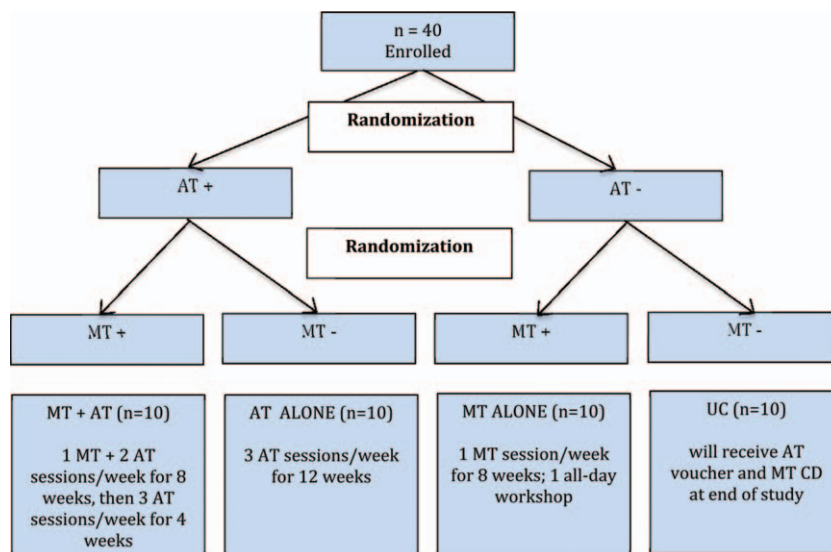 n = 40
Enrolled
Randomization
AT +
AT -
Randomization
MT +
MT -
MT +
MT -
MT + AT (n=10)
1 MT + 2 AT
sessions/week for 8
weeks, then 3 AT
sessions/week for 4
weeks
AT ALONE (n=10)
3 AT sessions/week
for 12 weeks
MT ALONE (n=10)
1 MT session/week
for 8 weeks; 1 all-day
workshop
UC (n=10)
will receive AT
voucher and MT CD
at end of study